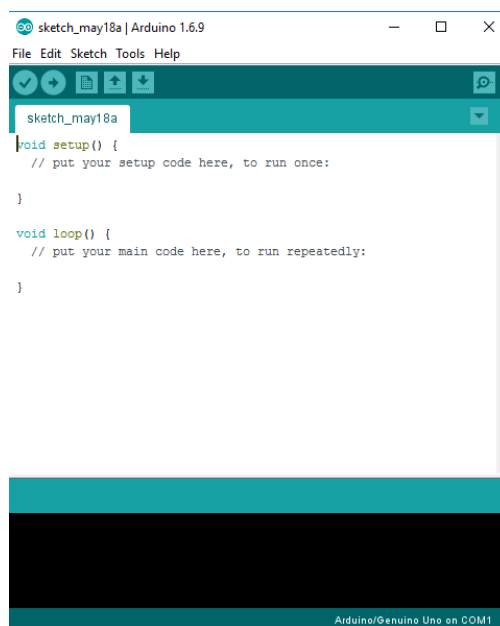 sketch_may18a | Arduino 1.6.9
File Edit Sketch Tools Help
sketch_may18a
void setup() {
  // put your setup code here, to run once:
}
void loop() {
  // put your main code here, to run repeatedly:
}
Arduino/Genuino Uno on COM1